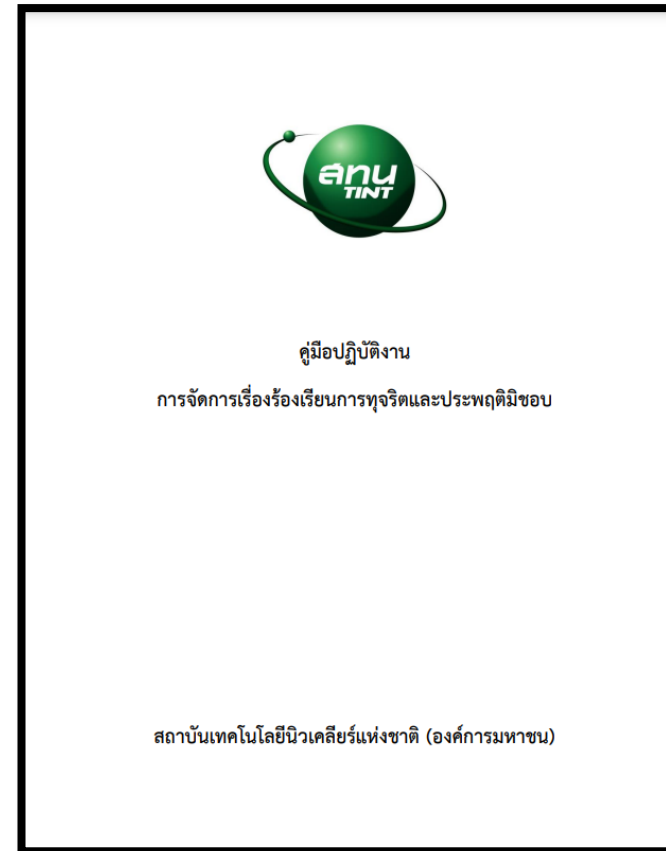 สทน
TINT
คู่มือปฏิบัติงาน
การจัดการเรื่องร้องเรียนการทุจริตและประพฤติมิชอบ
สถาบันเทคโนโลยีนิวเคลียร์แห่งชาติ (องค์การมหาชน)